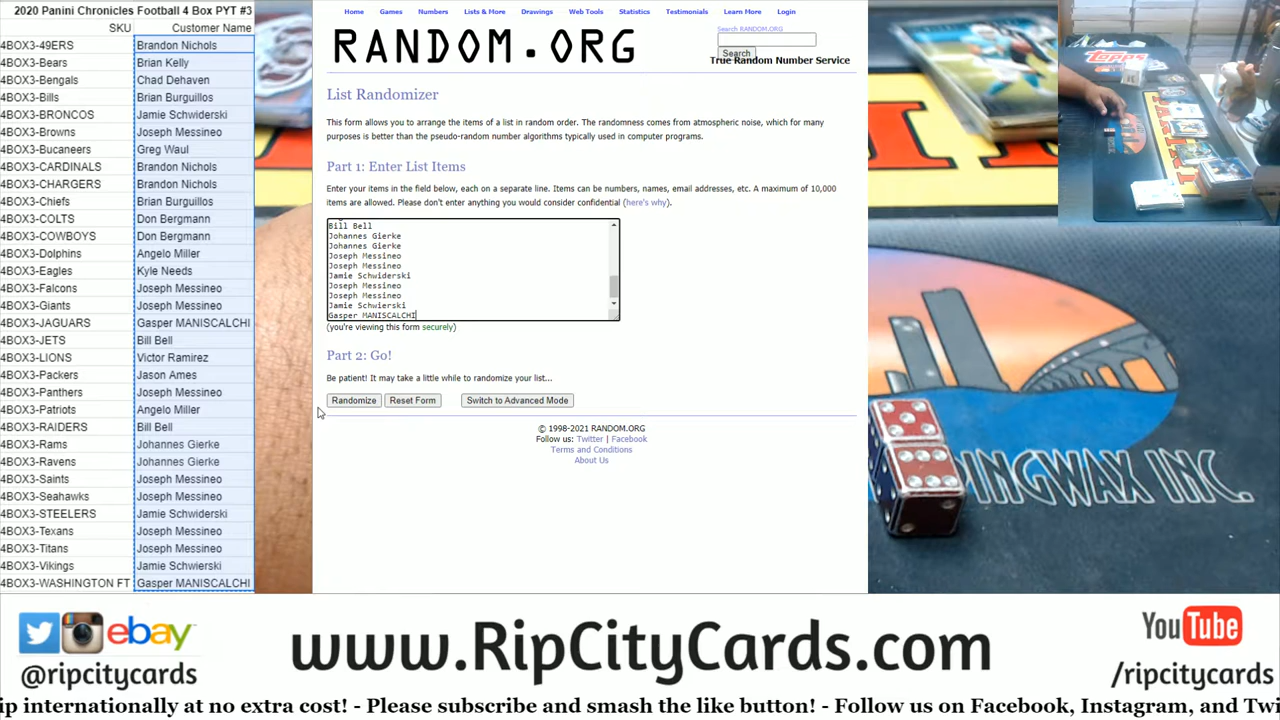 2020 Panini Chronicles Football 4 Box PYT #3
SKU Customer Name
4BOX3-49ERS Brandon Nichols
4BOX3-Bears Brian Kelly
4BOX3-Bengals Chad Dehaven
4BOX3-Bills Brian Burguillos
4BOX3-BRONCOS Jamie Schwiderski
4BOX3-Browns Joseph Messineo
4BOX3-Bucaneers Greg Waul
4BOX3-CARDINALS Brandon Nichols
4BOX3-CHARGERS Brandon Nichols
4BOX3-Chiefs Brian Burguillos
4BOX3-COLTS Don Bergmann
4BOX3-COWBOYS Don Bergmann
4BOX3-Dolphins Angelo Miller
4BOX3-Eagles Kyle Needs
4BOX3-Falcons Joseph Messineo
4BOX3-Giants Joseph Messineo
4BOX3-JAGUARS Gasper MANISCALCHI
4BOX3-JETS Bill Bell
4BOX3-LIONS Victor Ramirez
4BOX3-Packers Jason Ames
4BOX3-Panthers Joseph Messineo
4BOX3-Patriots Angelo Miller
4BOX3-RAIDERS Bill Bell
4BOX3-Rams Johannes Gierke
4BOX3-Ravens Johannes Gierke
4BOX3-Saints Joseph Messineo
4BOX3-Seahawks Joseph Messineo
4BOX3-STEELERS Jamie Schwiderski
4BOX3-Texans Joseph Messineo
4BOX3-Titans Joseph Messineo
4BOX3-Vikings Jamie Schwierski
4BOX3-WASHINGTON FT Gasper MANISCALCHI
Home Games Numbers Lists & More Drawings Web Tools Statistics Testimonials Learn More Login
RANDOM.ORG
Search RANDOM.ORG
Search
True Random Number Service
List Randomizer
This form allows you to arrange the items of a list in random order. The randomness comes from atmospheric noise, which for many
purposes is better than the pseudo-random number algorithms typically used in computer programs.
Part 1: Enter List Items
Enter your items in the field below, each on a separate line. Items can be numbers, names, email addresses, etc. A maximum of 10,000
items are allowed. Please don't enter anything you would consider confidential (here's why).
Bill Bell
Johannes Gierke
Johannes Gierke
Joseph Messineo
Joseph Messineo
Jamie Schwiderski
Joseph Messineo
Joseph Messineo
Jamie Schwierski
Gasper MANISCALCHI
(you're viewing this form securely)
Part 2: Go!
Be patient! It may take a little while to randomize your list...
Randomize Reset Form Switch to Advanced Mode
© 1998-2021 RANDOM.ORG
Follow us: Twitter | Facebook
Terms and Conditions
About Us
Topps
PINGWAX INC.
ebay
@ripcitycards
www.RipCityCards.com
YouTube
/ripcitycards
ip internationally at no extra cost! - Please subscribe and smash the like button! - Follow us on Facebook, Instagram, and Twi